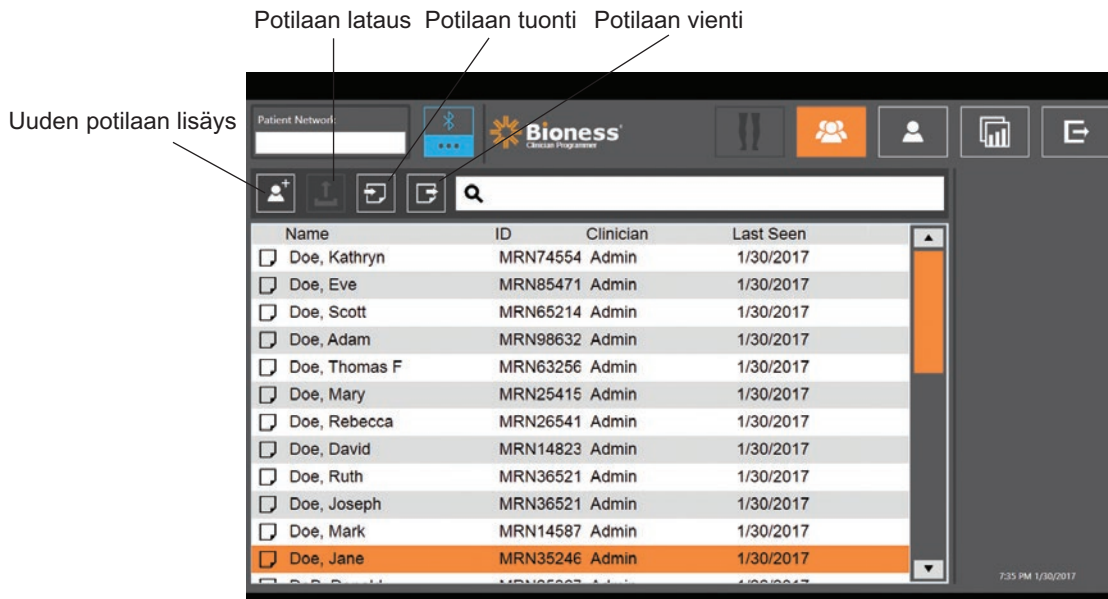 Potilaan lataus Potilaan tuonti Potilaan vienti
Uuden potilaan lisäys
Patient Network
Bioness
Clinician Programmer
Name ID Clinician Last Seen
Doe, Kathryn MRN74554 Admin 1/30/2017
Doe, Eve MRN85471 Admin 1/30/2017
Doe, Scott MRN65214 Admin 1/30/2017
Doe, Adam MRN98632 Admin 1/30/2017
Doe, Thomas F MRN63256 Admin 1/30/2017
Doe, Mary MRN25415 Admin 1/30/2017
Doe, Rebecca MRN26541 Admin 1/30/2017
Doe, David MRN14823 Admin 1/30/2017
Doe, Ruth MRN36521 Admin 1/30/2017
Doe, Joseph MRN36521 Admin 1/30/2017
Doe, Mark MRN14587 Admin 1/30/2017
Doe, Jane MRN35246 Admin 1/30/2017
7:35 PM 1/30/2017